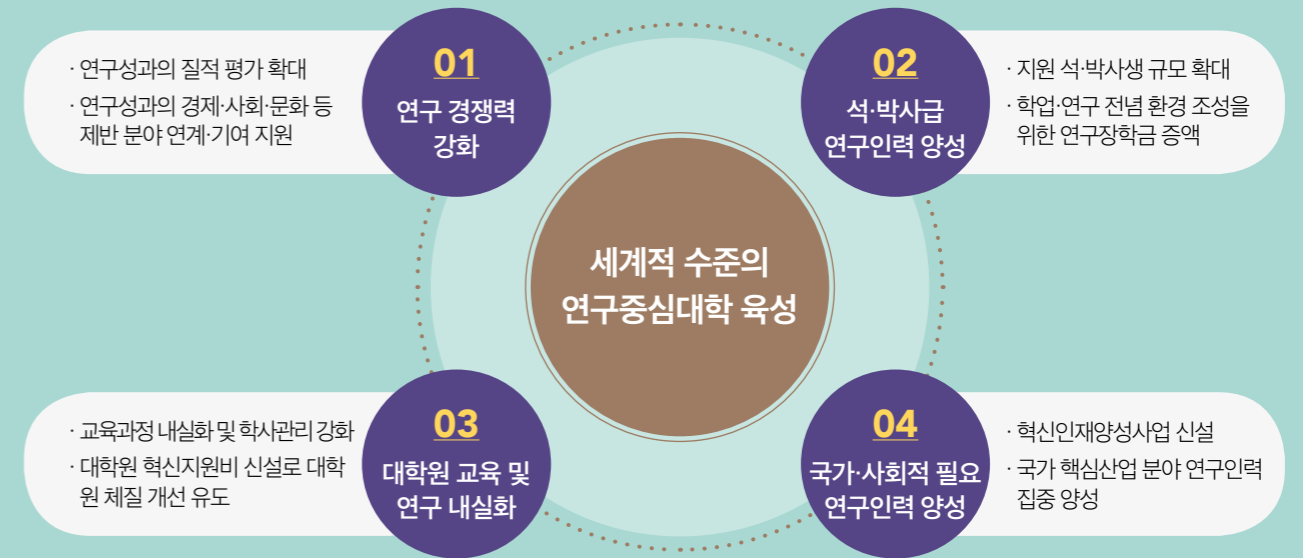 01
연구 경쟁력
강화
· 연구성과의 질적 평가 확대
· 연구성과의 경제·사회·문화 등
제반 분야 연계·기여 지원
02
석·박사급
연구인력 양성
· 지원 석·박사생 규모 확대
· 학업·연구 전념 환경 조성을
위한 연구장학금 증액
세계적 수준의
연구중심대학 육성
03
대학원 교육 및
연구 내실화
· 교육과정 내실화 및 학사관리 강화
· 대학원 혁신지원비 신설로 대학
원 체질 개선 유도
04
국가·사회적 필요
연구인력 양성
· 혁신인재양성사업 신설
· 국가 핵심산업 분야 연구인력
집중 양성